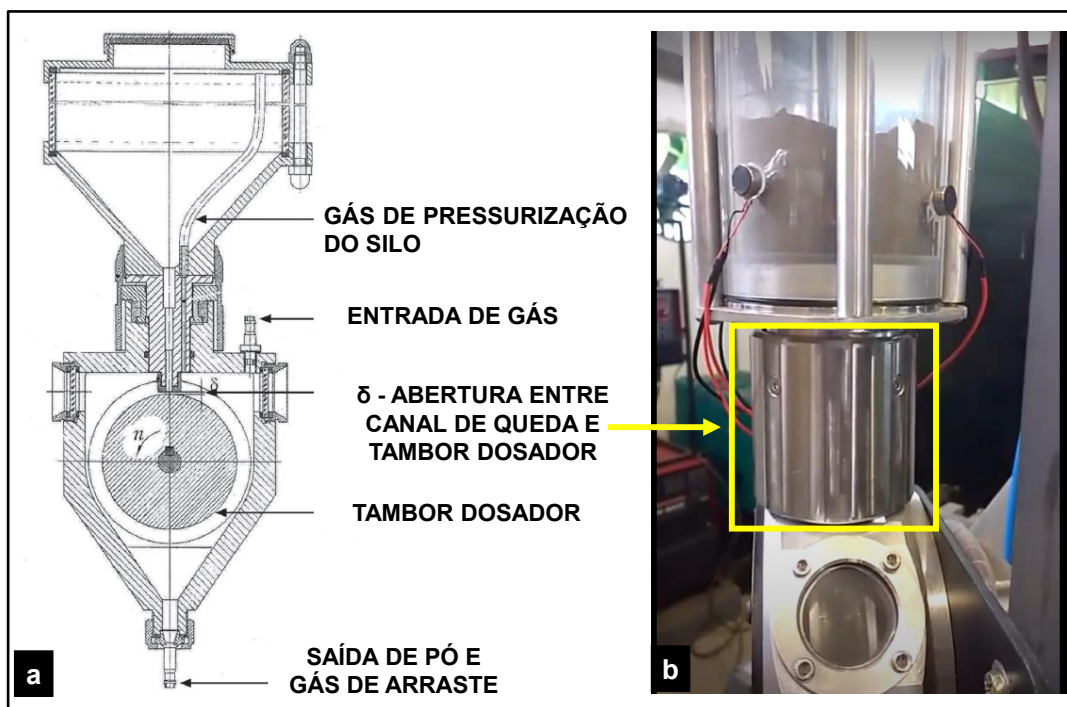 GÁS DE PRESSURIZAÇÃO
DO SILO
ENTRADA DE GÁS
δ
δ - ABERTURA ENTRE
CANAL DE QUEDA E
TAMBOR DOSADOR
n
TAMBOR DOSADOR
SAÍDA DE PÓ E
GÁS DE ARRASTE
a
b